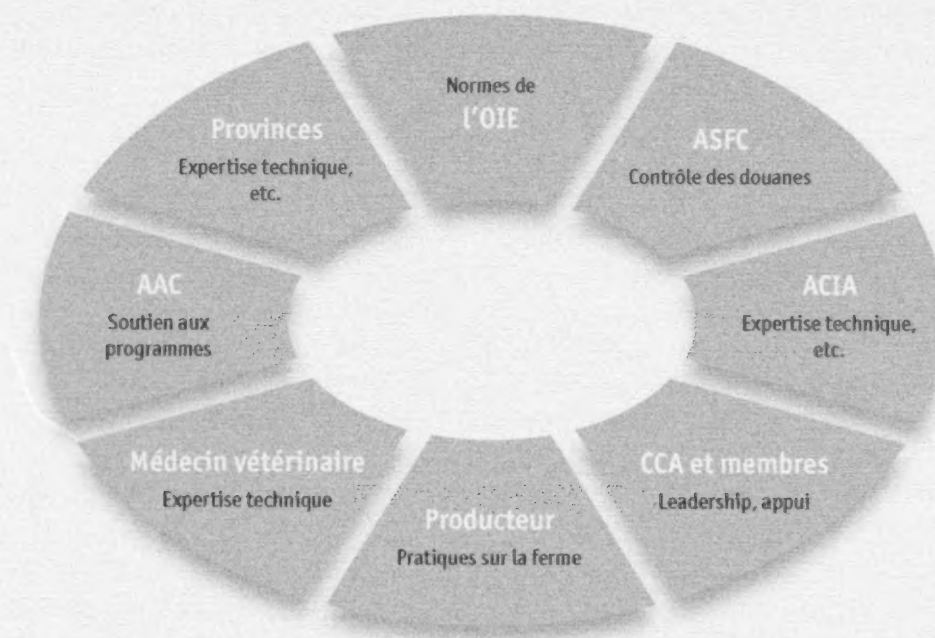 Normes de
l'OIE
ASFC
Contrôle des douanes
ACIA
Expertise technique,
etc.
CCA et membres
Leadership, appui
Producteur
Pratiques sur la ferme
Médecin vétérinaire
Expertise technique
AAC
Soutien aux
programmes
Provinces
Expertise technique,
etc.